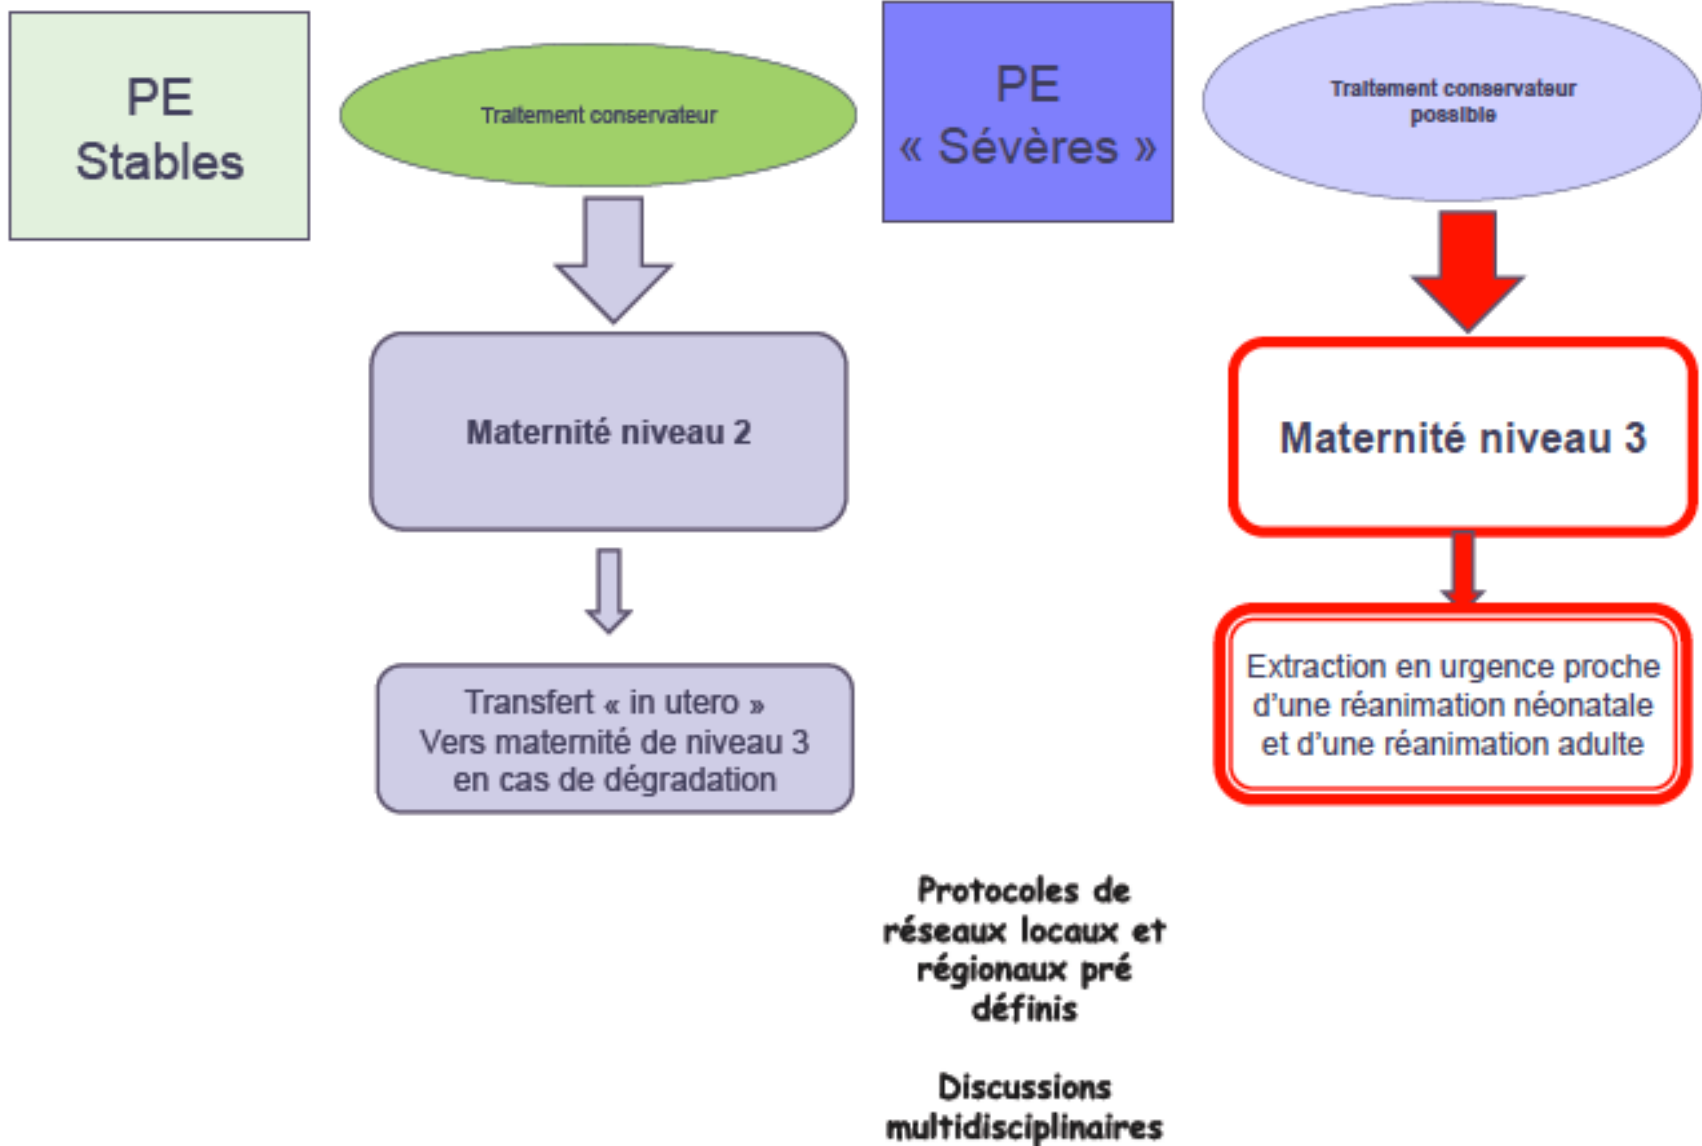 PE
Stables
Traitement conservateur
Maternité niveau 2
Transfert « in utero »
Vers maternité de niveau 3
en cas de dégradation
PE
« Sévères »
Traitement conservateur
possible
Maternité niveau 3
Extraction en urgence proche
d'une réanimation néonatale
et d'une réanimation adulte
Protocoles de
réseaux locaux et
régionaux pré
définis
Discussions
multidisciplinaires